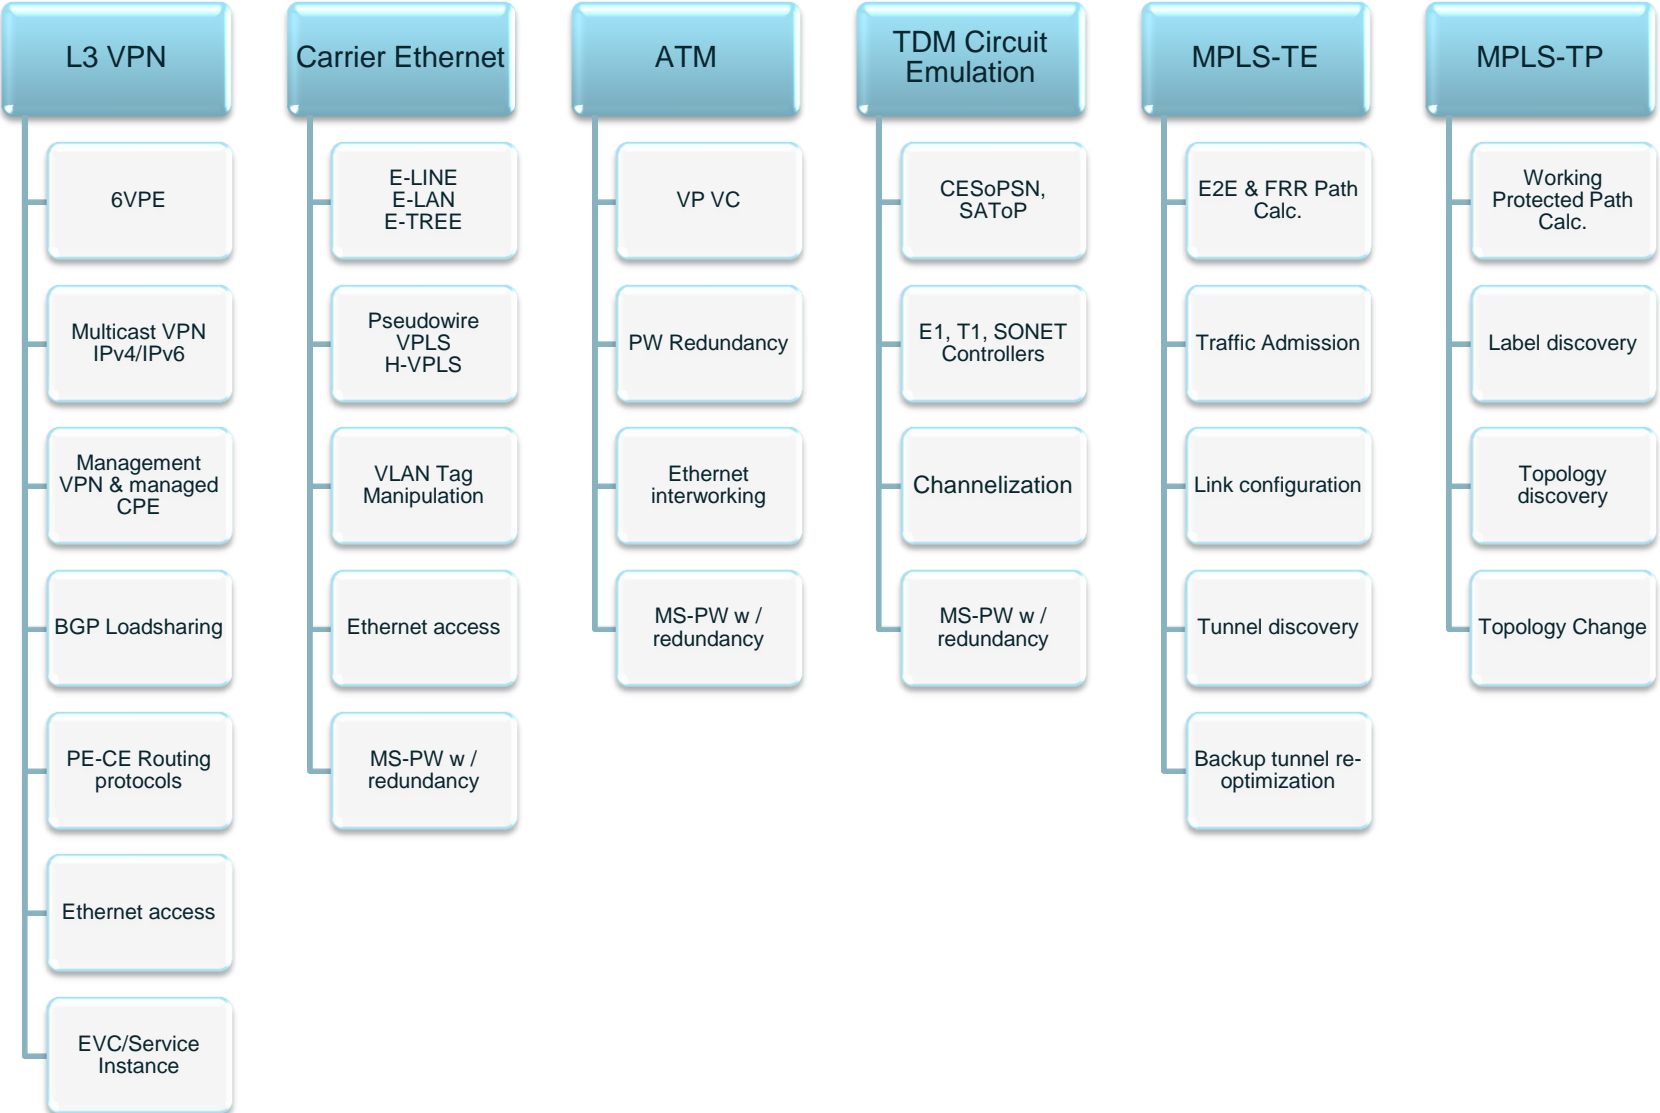 L3 VPN
6VPE
Multicast VPN
IPv4/IPv6
Management
VPN & managed
CPE
BGP Loadsharing
PE-CE Routing
protocols
Ethernet access
EVC/Service
Instance
Carrier Ethernet
E-LINE
E-LAN
E-TREE
Pseudowire
VPLS
H-VPLS
VLAN Tag
Manipulation
Ethernet access
MS-PW w /
redundancy
ATM
VP VC
PW Redundancy
Ethernet
interworking
MS-PW w /
redundancy
TDM Circuit
Emulation
CESoPSN,
SAToP
E1, T1, SONET
Controllers
Channelization
MS-PW w /
redundancy
MPLS-TE
E2E & FRR Path
Calc.
Traffic Admission
Link configuration
Tunnel discovery
Backup tunnel re-
optimization
MPLS-TP
Working
Protected Path
Calc.
Label discovery
Topology
discovery
Topology Change